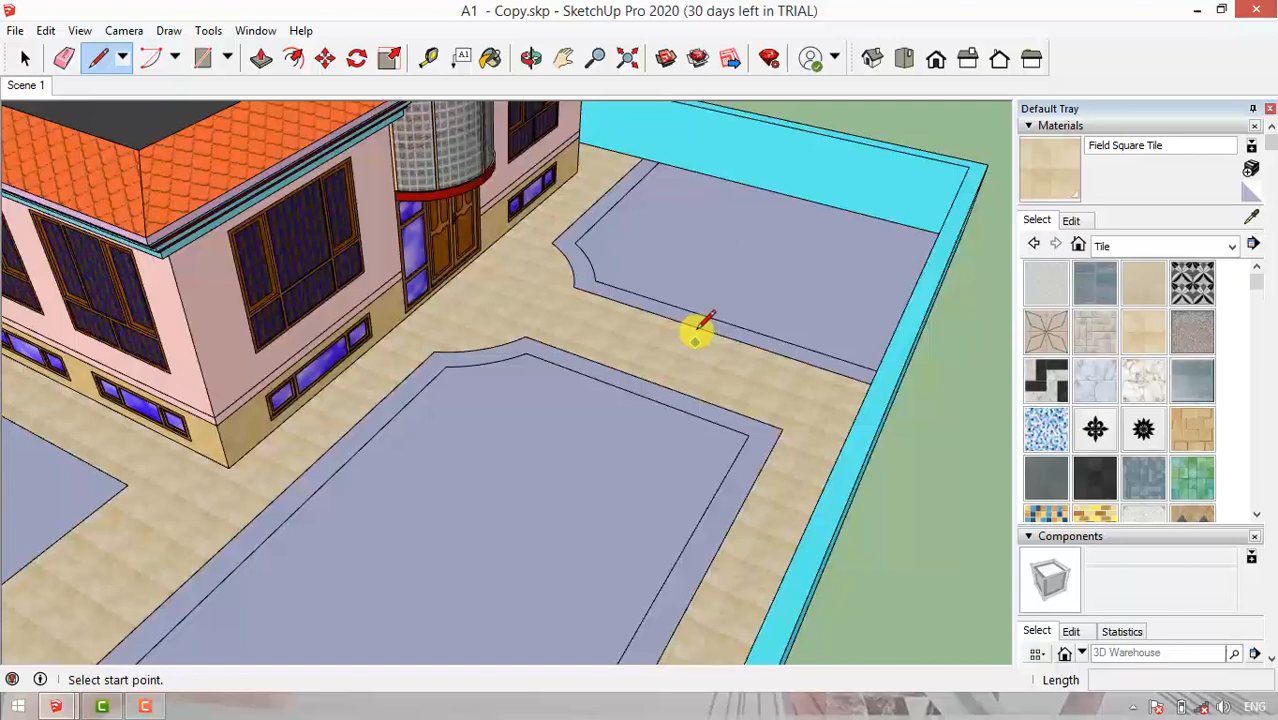 A1 - Copy.skp - SketchUp Pro 2020 (30 days left in TRIAL)
File Edit View Camera Draw Tools Window Help
A1
Scene 1
Default Tray
Materials
Field Square Tile
Select Edit
Tile
Components
Select Edit Statistics
3D Warehouse
Select start point.
Length
ENG